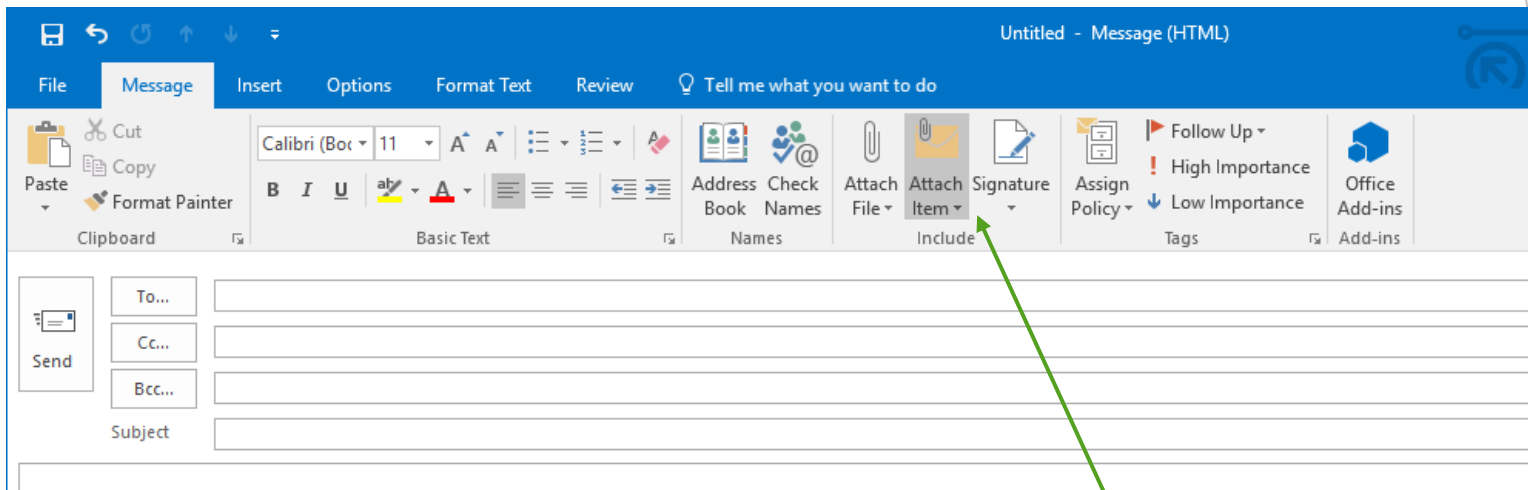 Untitled - Message (HTML)
File Message Insert Options Format Text Review Tell me what you want to do
Paste
Cut
Copy
Format Painter
Clipboard
Calibri (Boc 11
B I U
Basic Text
Address Book
Check Names
Names
Attach File
Attach Item
Signature
Include
Assign Policy
Follow Up
High Importance
Low Importance
Tags
Office Add-ins
Add-ins
Send
To...
Cc...
Bcc...
Subject